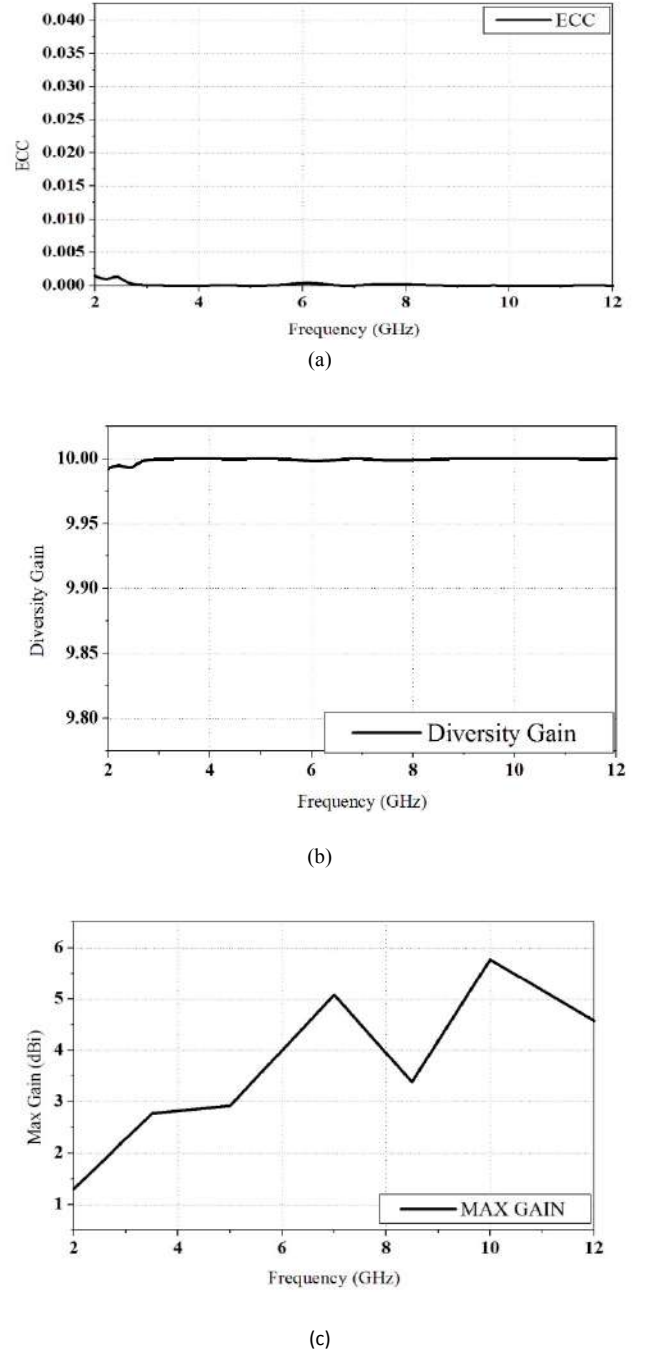 0.040
0.035
0.030
0.025
0.020
0.015
0.010
0.005
0.000
ECC
ECC
2 4 6 8 10 12
Frequency (GHz)
(a)
10.00
9.95
9.90
9.85
9.80
Diversity Gain
Diversity Gain
2 4 6 8 10 12
Frequency (GHz)
(b)
6
5
4
3
2
1
Max Gain (dBi)
MAX GAIN
2 4 6 8 10 12
Frequency (GHz)
(c)